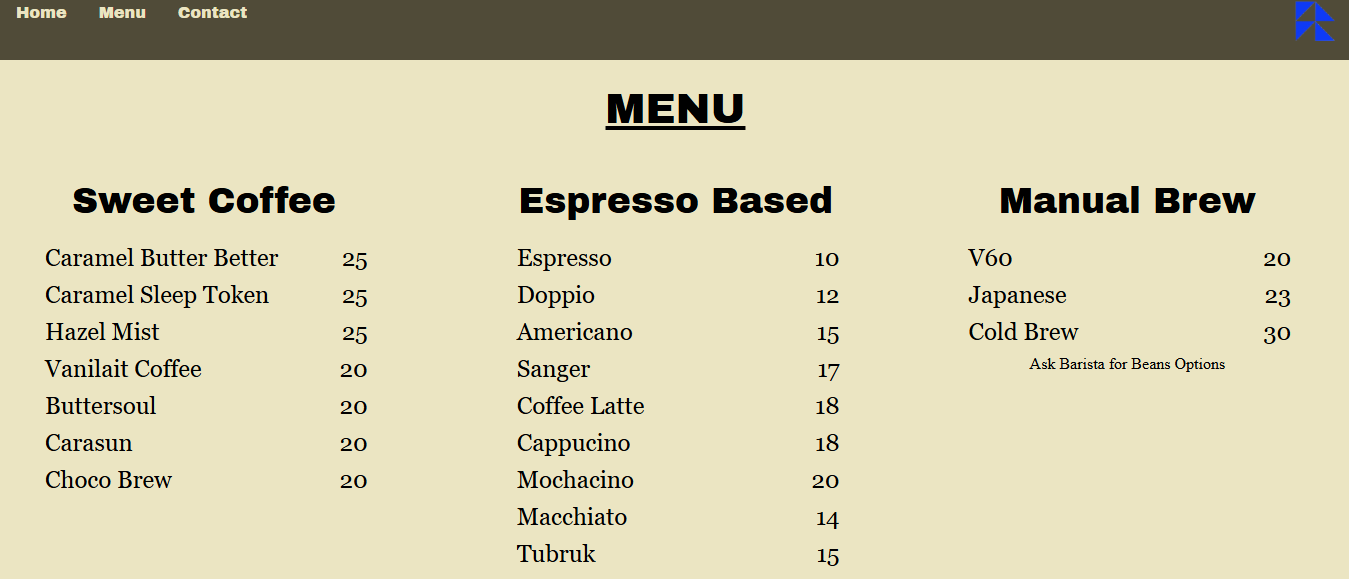 Home Menu Contact
MENU
Sweet Coffee
Caramel Butter Better 25
Caramel Sleep Token 25
Hazel Mist 25
Vanilait Coffee 20
Buttersoul 20
Carasun 20
Choco Brew 20
Espresso Based
Espresso 10
Doppio 12
Americano 15
Sanger 17
Coffee Latte 18
Cappucino 18
Mochacino 20
Macchiato 14
Tubruk 15
Manual Brew
V60 20
Japanese 23
Cold Brew 30
Ask Barista for Beans Options